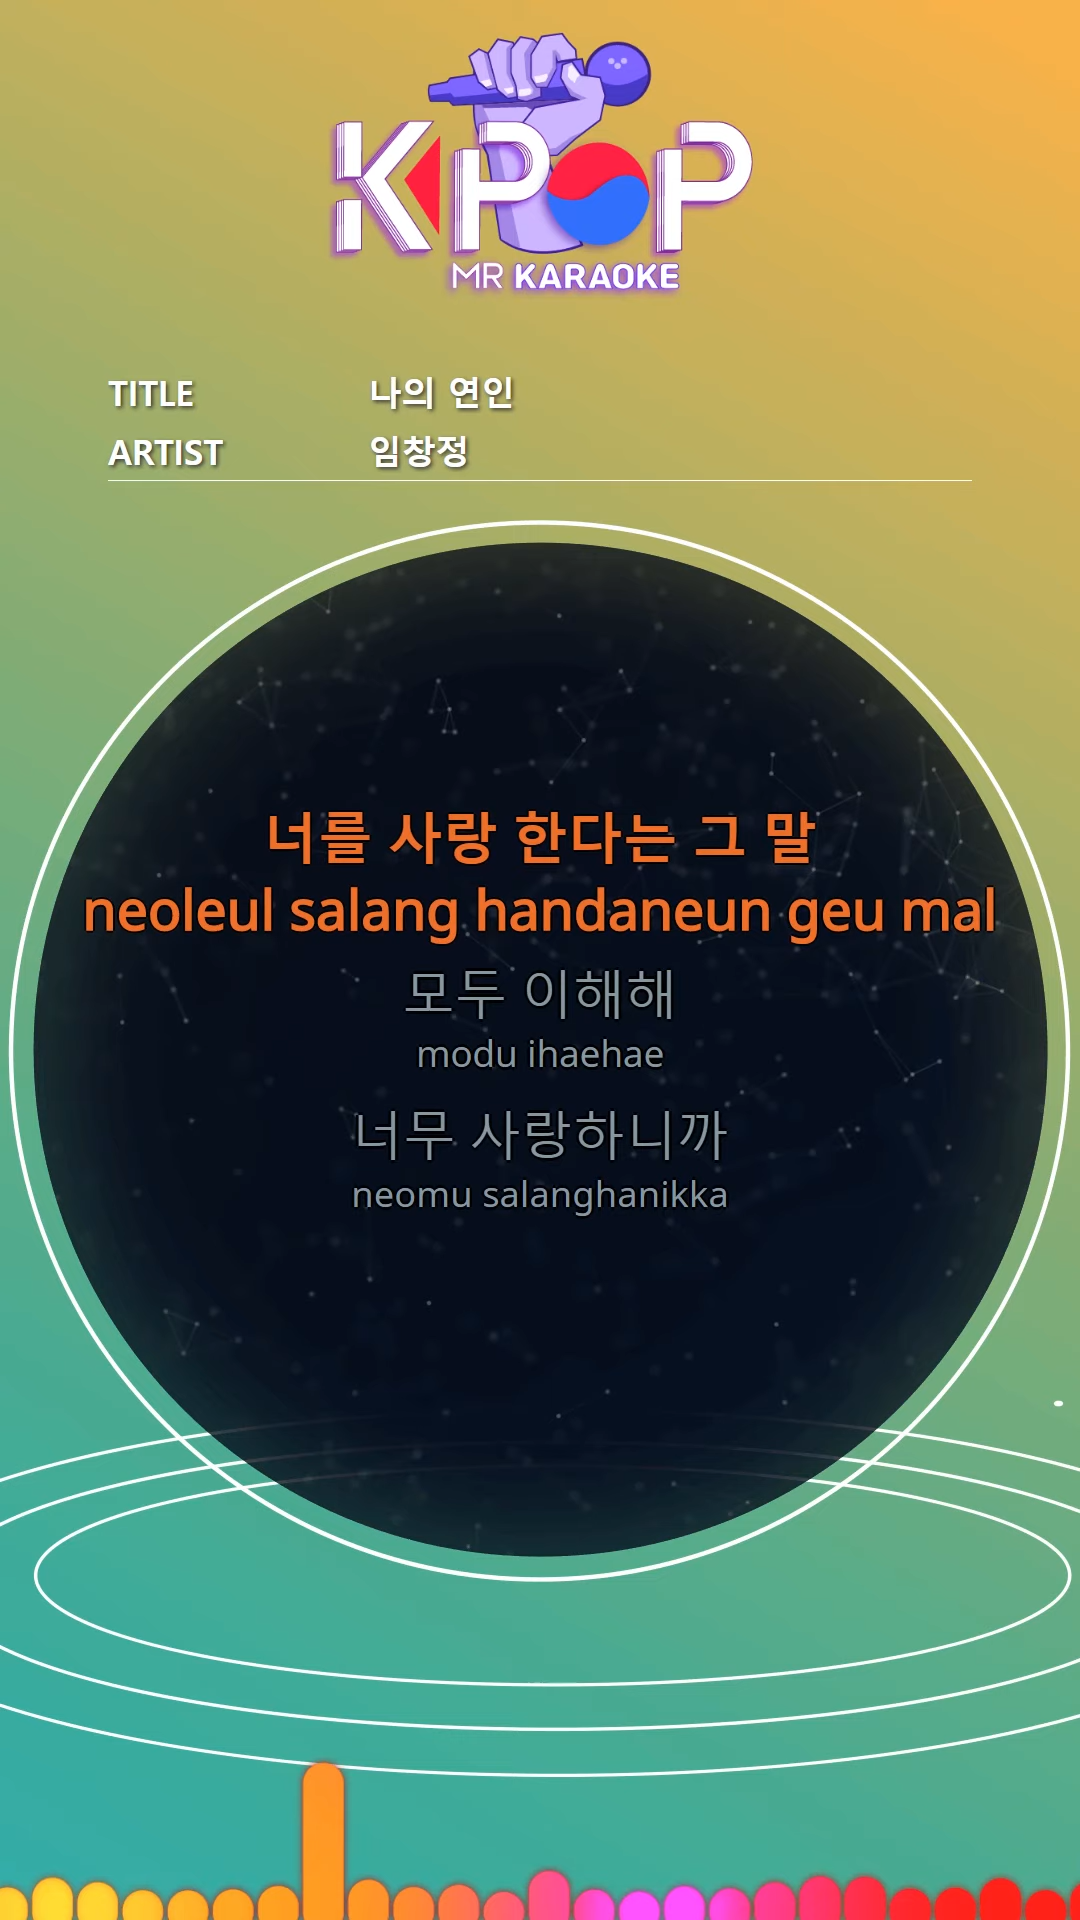 KPOP
MR KARAOKE
TITLE 나의 연인
ARTIST 임창정
너를 사랑 한다는 그 말
neoleul salang handaneun geu mal
모두 이해해
modu ihaehae
너무 사랑하니까
neomu salanghanikka